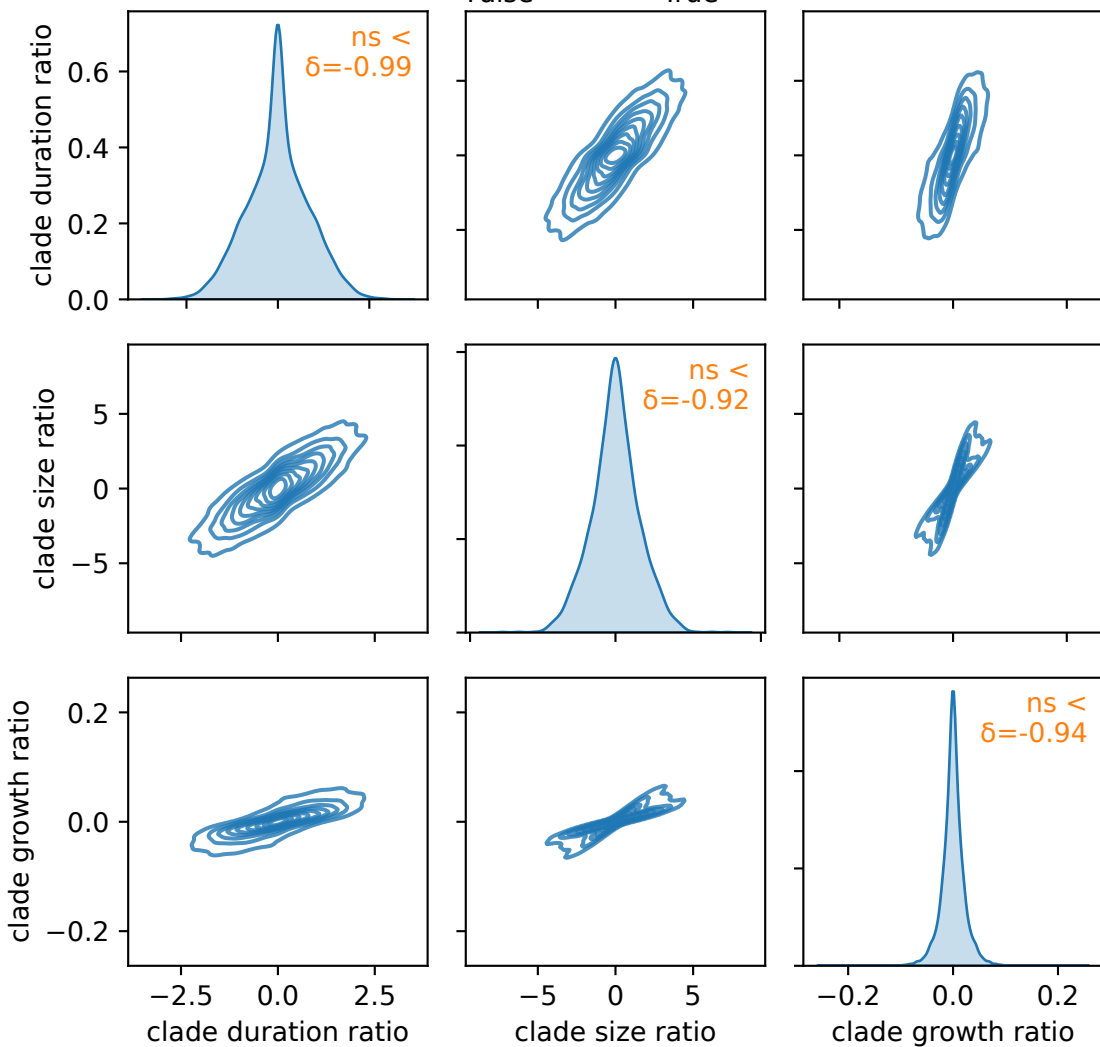 True
clade duration ratio
0.6
0.4
0.2
0.0
ns <
δ=-0.99
clade size ratio
5
0
−5
ns <
δ=-0.92
clade growth ratio
0.2
0.0
−0.2
ns <
δ=-0.94
−2.5 0.0 2.5
−5 0 5
−0.2 0.0 0.2
clade duration ratio
clade size ratio
clade growth ratio